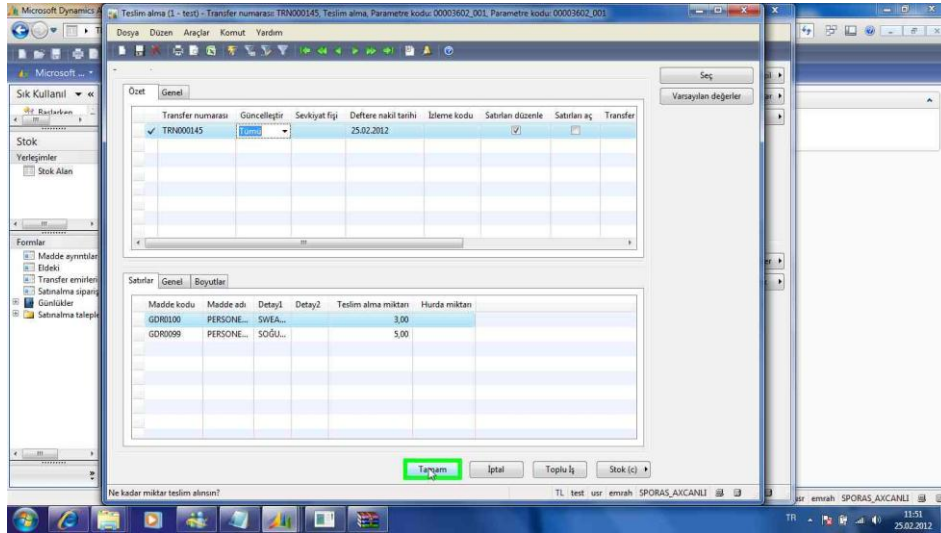 Microsoft Dynamics A
Teslim alma (1 - test) - Transfer numarası: TRN000145, Teslim alma, Parametre kodu: 00003602_001, Parametre kodu: 00003602_001
Dosya Düzen Araçlar Komut Yardım
Microsoft ...
Sık Kullanıl
Başlarken
Stok
Yerleşimler
Stok Alan
Formlar
Madde ayrıntılar
Eldeki
Transfer emirleri
Satınalma sipariş
Günlükler
Satınalma taleple
Seç
Varsayılan değerler
Özet Genel
Transfer numarası Güncelleştir Sevkiyat fişi Deftere nakil tarihi İzleme kodu Satırları düzenle Satırları aç Transfer
TRN000145 Tümü 25.02.2012
Satırlar Genel Boyutlar
Madde kodu Madde adı Detay1 Detay2 Teslim alma miktarı Hurda miktarı
GDR0100 PERSONE... SWEA... 3,00
GDR0099 PERSONE... SOĞU... 5,00
Tamam İptal Toplu İş Stok (c)
Ne kadar miktar teslim alınsın?
TL test usr emrah SPORAS_AXCANLI
usr emrah SPORAS_AXCANLI
TR
11:51
25.02.2012